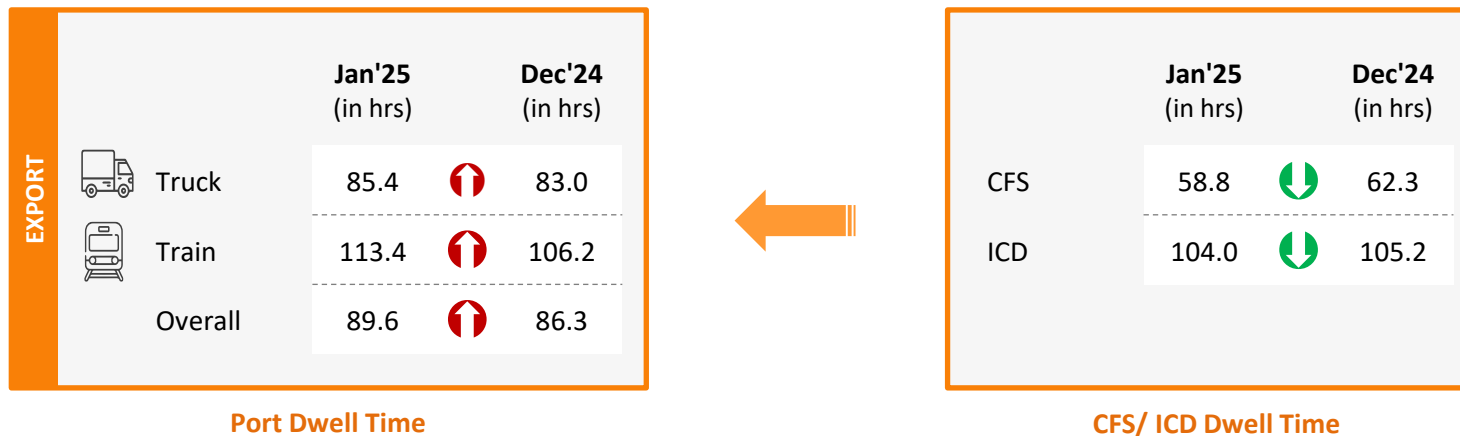 EXPORT
Jan'25 Dec'24
(in hrs) (in hrs)
Truck 85.4 83.0
Train 113.4 106.2
Overall 89.6 86.3
Port Dwell Time
Jan'25 Dec'24
(in hrs) (in hrs)
CFS 58.8 62.3
ICD 104.0 105.2
CFS/ ICD Dwell Time